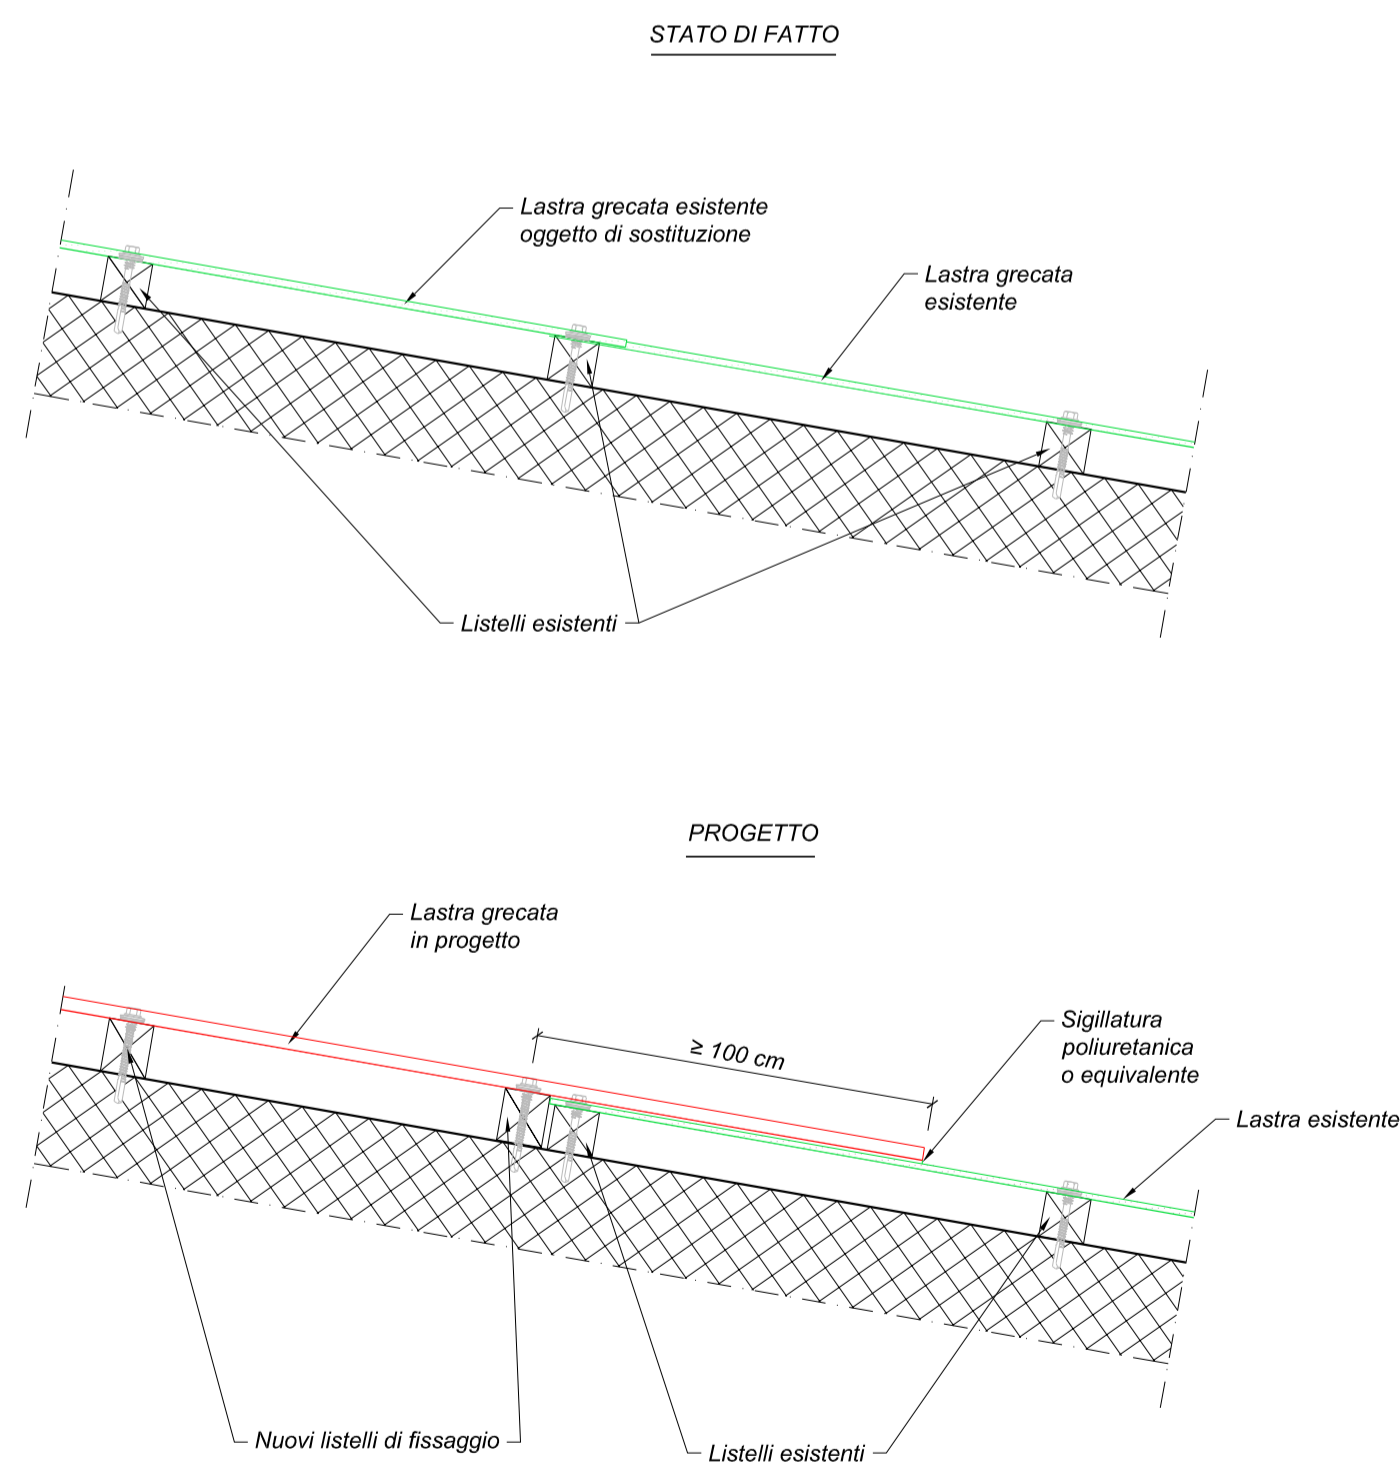 STATO DI FATTO
Lastra grecata esistente
oggetto di sostituzione
Lastra grecata
esistente
Listelli esistenti
PROGETTO
Lastra grecata
in progetto
≥ 100 cm
Sigillatura
poliuretanica
o equivalente
Lastra esistente
Nuovi listelli di fissaggio
Listelli esistenti